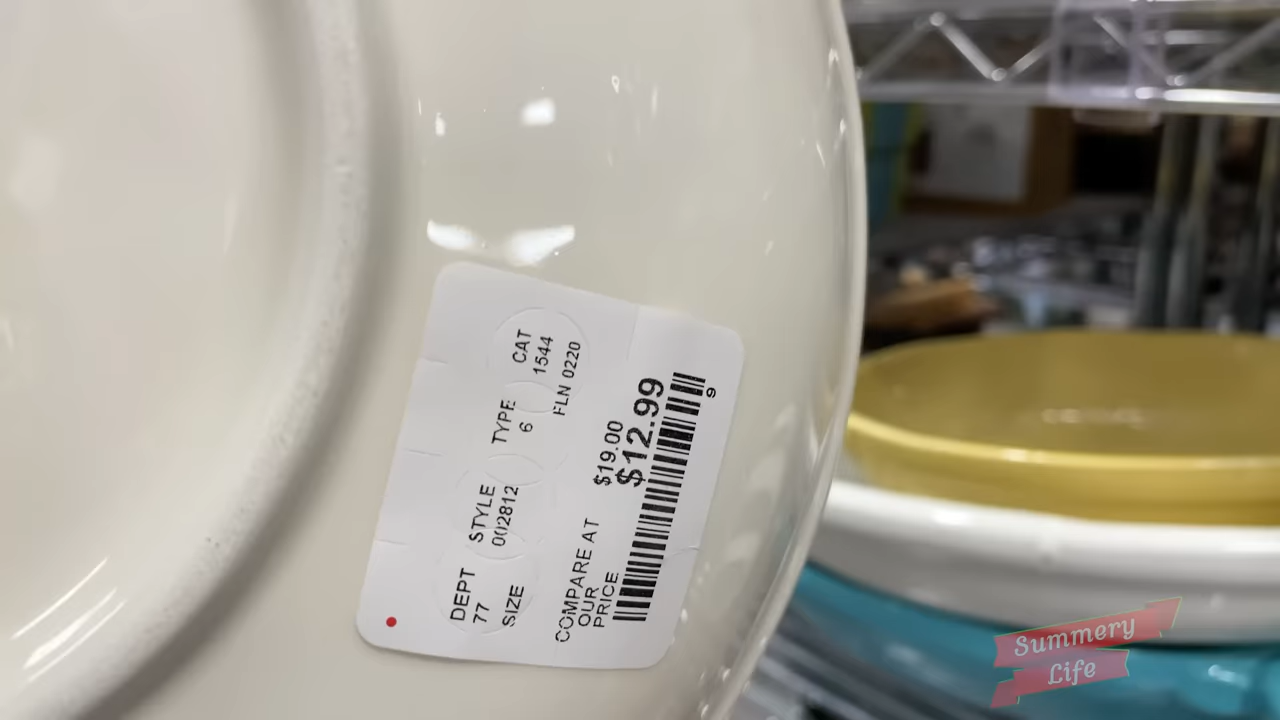 DEPT STYLE TYPE CAT
77 002812 6 1544
SIZE FLN 0220
COMPARE AT $19.00
OUR
PRICE $12.99
9
Summery
Life